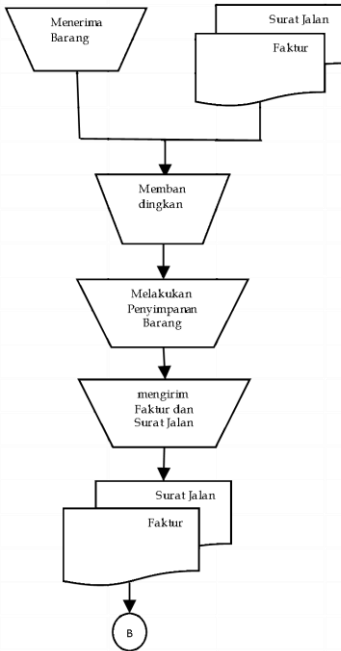 Menerima
Barang
Surat Jalan
Faktur
Memban
dingkan
Melakukan
Penyimpanan
Barang
mengirim
Faktur dan
Surat Jalan
Surat Jalan
Faktur
B